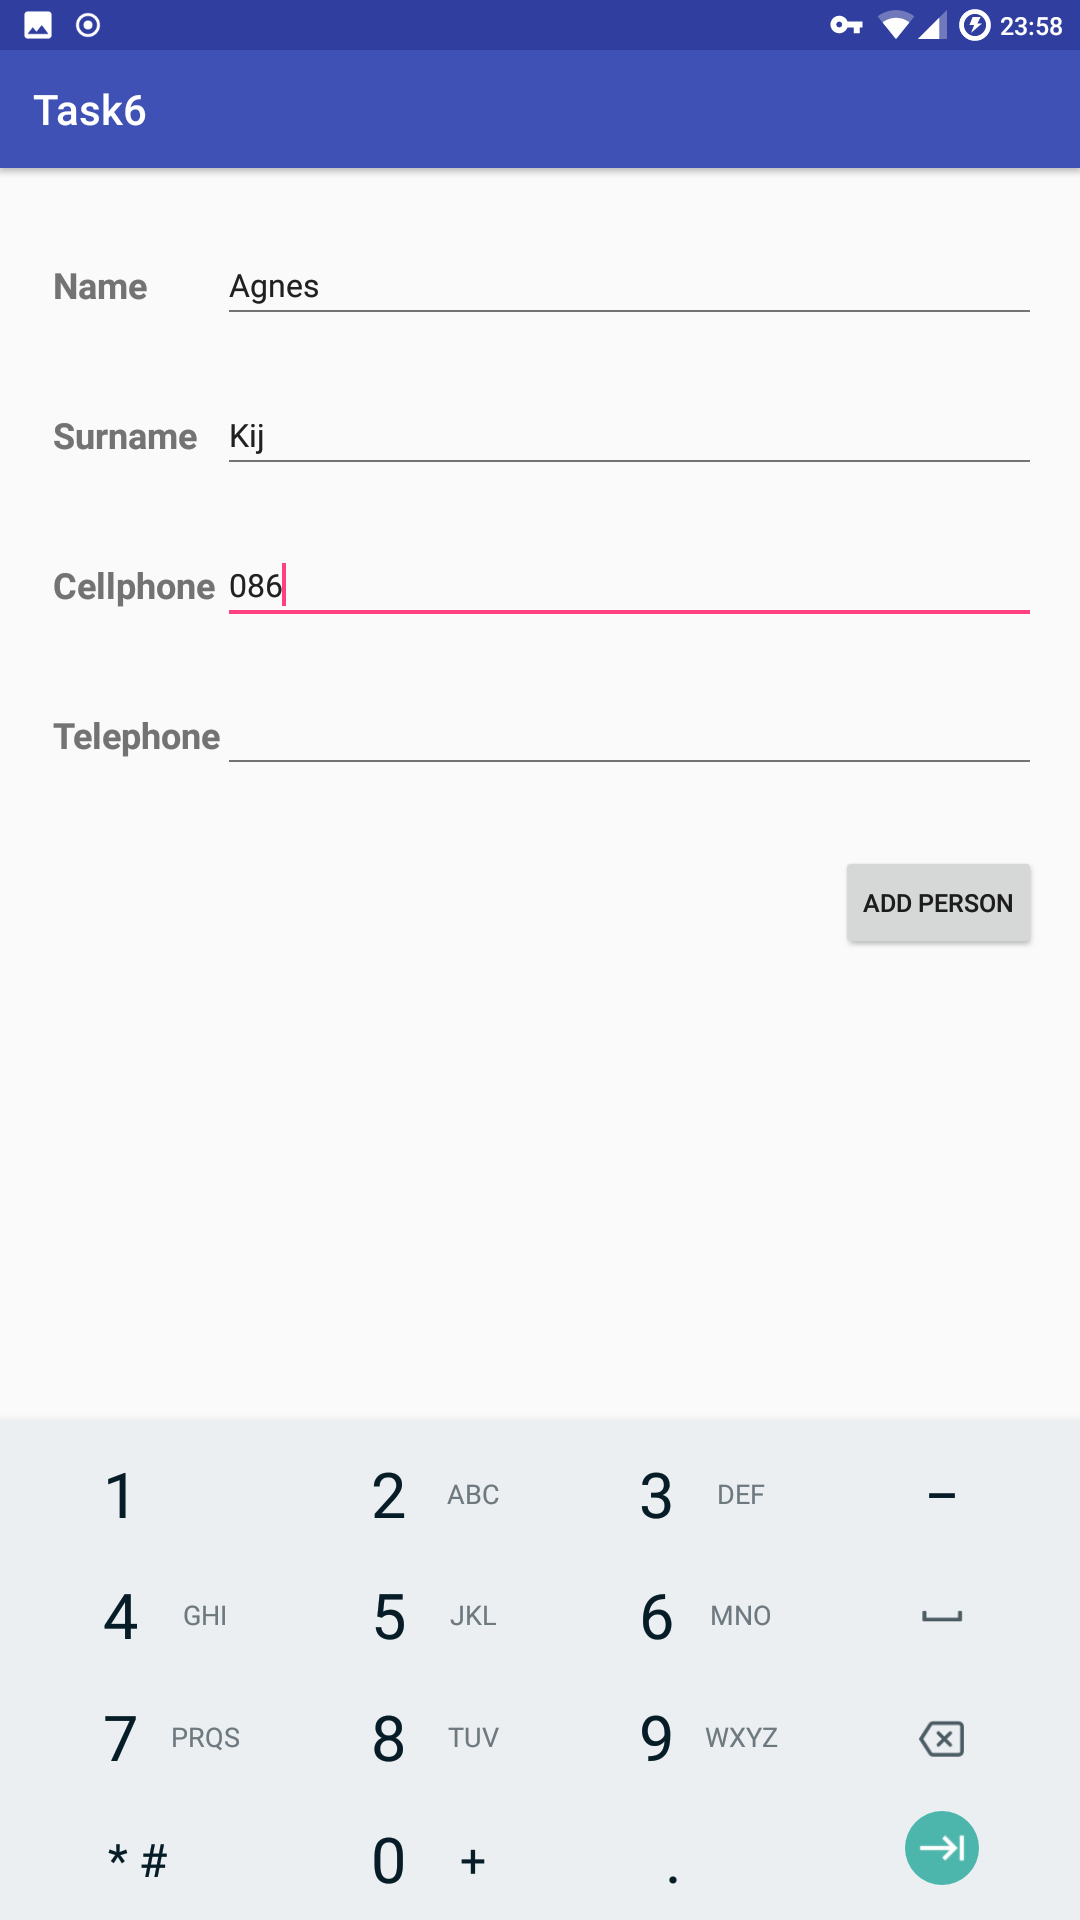 23:58
Task6
Name Agnes
Surname Kij
Cellphone 086
Telephone
ADD PERSON
1 2 ABC 3 DEF –
4 GHI 5 JKL 6 MNO
7 PRQS 8 TUV 9 WXYZ
* # 0 + .